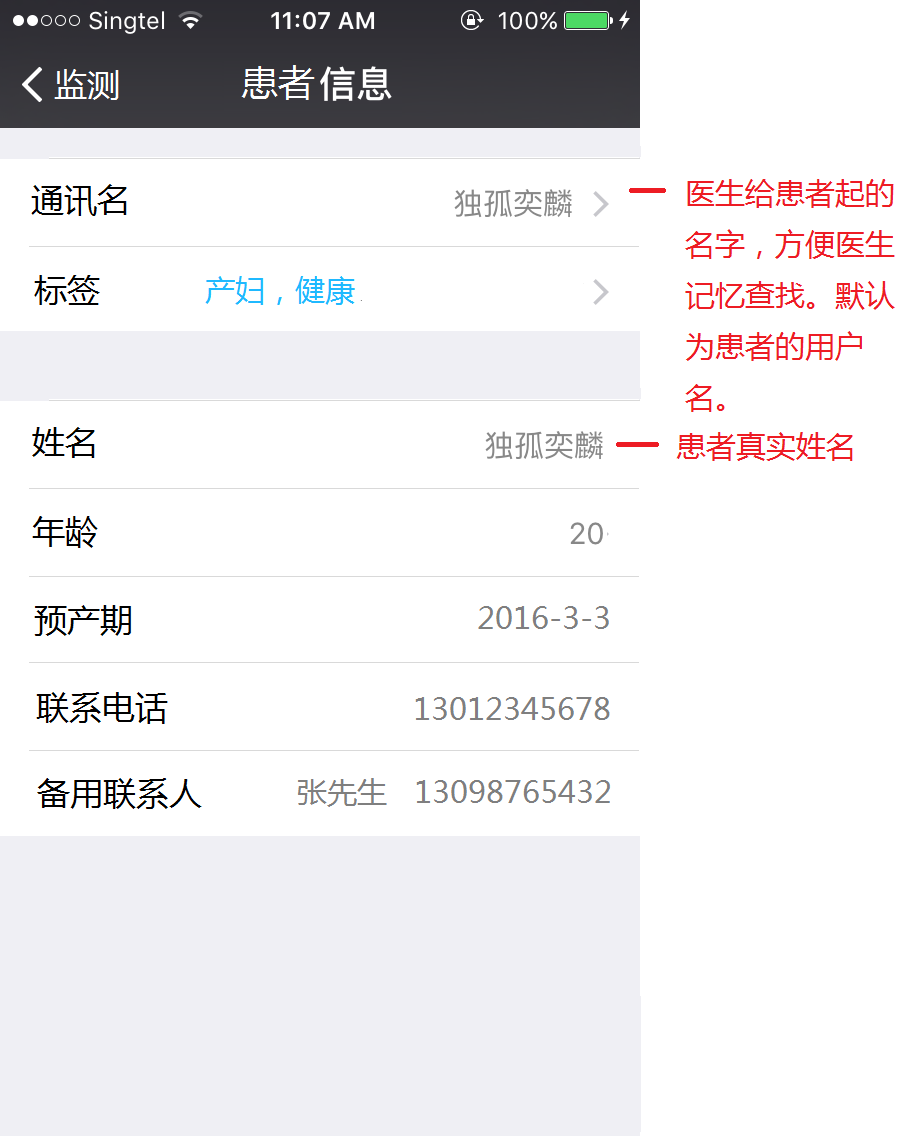 Singtel 11:07 AM 100%
监测 患者信息
通讯名 独孤奕麟
标签 产妇，健康
姓名 独孤奕麟
年龄 20
预产期 2016-3-3
联系电话 13012345678
备用联系人 张先生 13098765432
医生给患者起的
名字，方便医生
记忆查找。默认
为患者的用户
名。
患者真实姓名